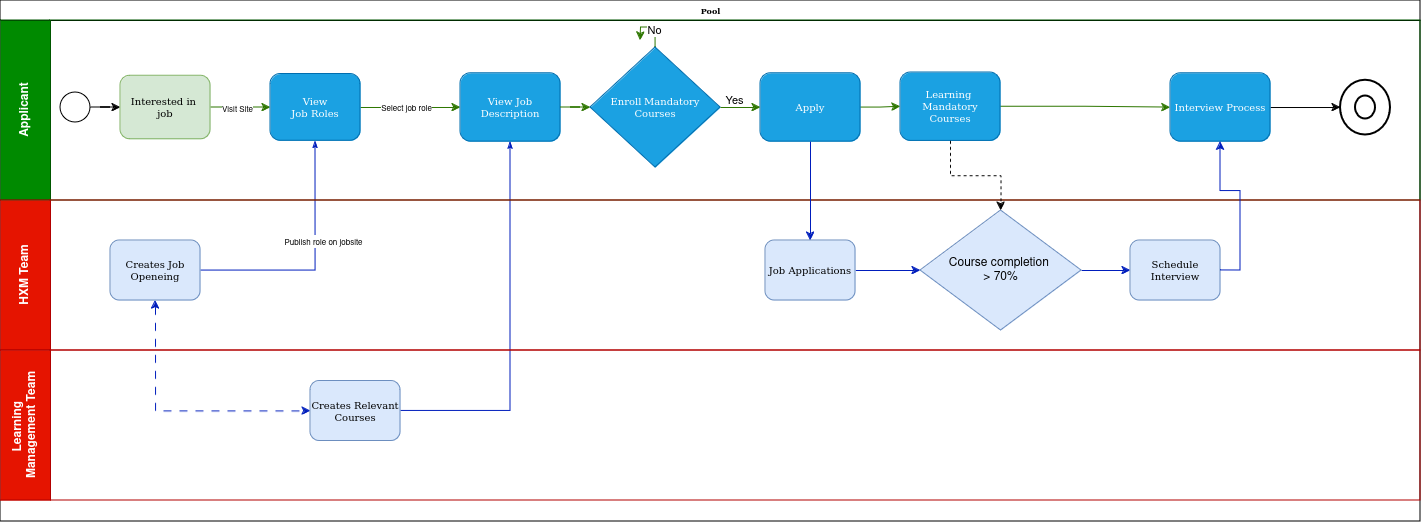 Pool
Applicant
No
Interested in
job
Visit Site
View
Job Roles
Select job role
View Job
Description
Enroll Mandatory
Courses
Yes
Apply
Learning
Mandatory
Courses
Interview Process
HXM Team
Publish role on jobsite
Creates Job
Openeing
Job Applications
Course completion
> 70%
Schedule
Interview
Learning
Management Team
Creates Relevant
Courses